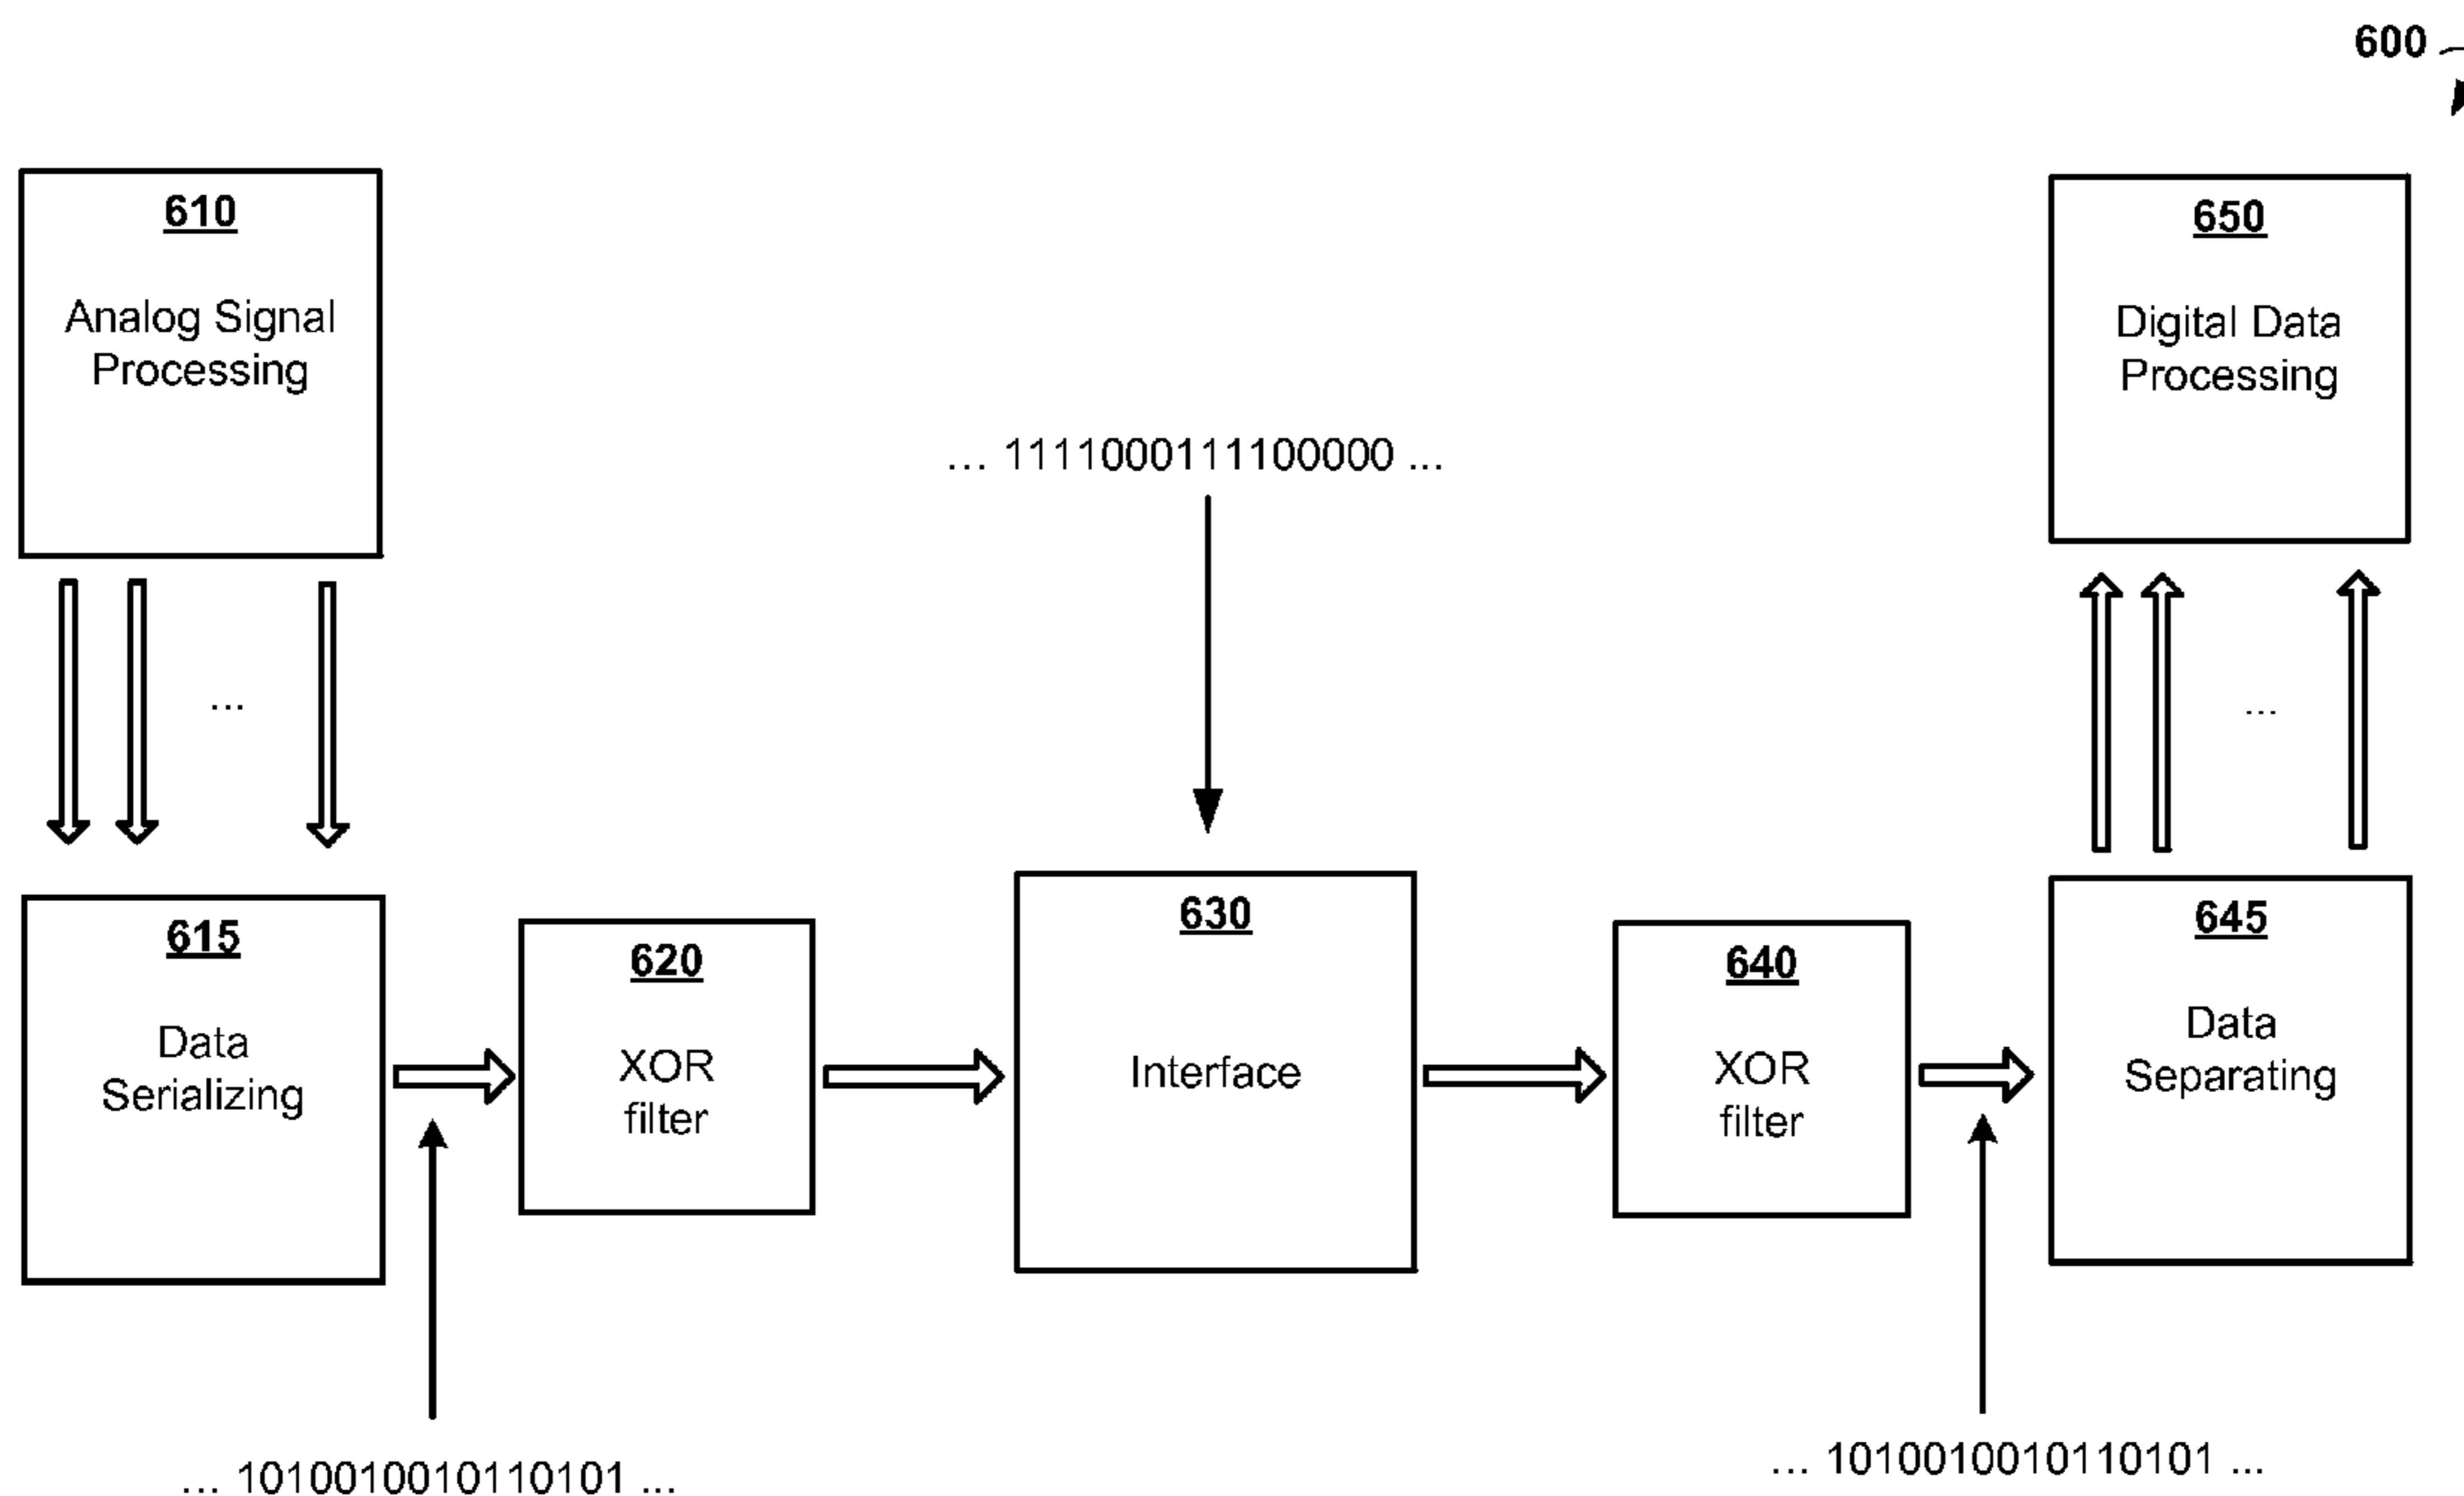 600
610
Analog Signal
Processing
650
Digital Data
Processing
... 1111000111100000 ...
...
...
615
Data
Serializing
620
XOR
filter
630
Interface
640
XOR
filter
645
Data
Separating
... 1010010010110101 ...
... 1010010010110101 ...